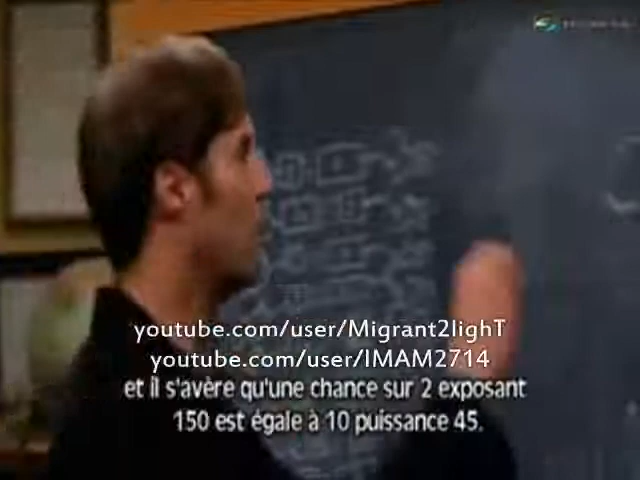 youtube.com/user/Migrant2lighT
youtube.com/user/IMAM2714
et il s'avère qu'une chance sur 2 exposant
150 est égale à 10 puissance 45.